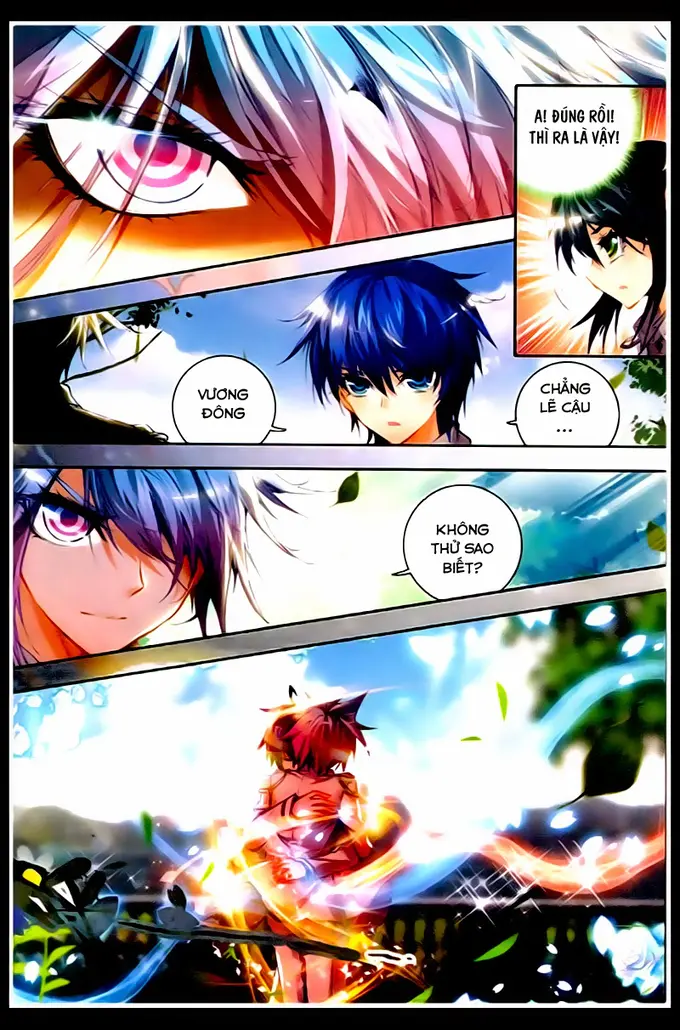 A! ĐÚNG RỒI!
THÌ RA LÀ VẬY!
VƯƠNG
ĐÔNG
CHẲNG
LẼ CẬU
...
KHÔNG
THỬ SAO
BIẾT?